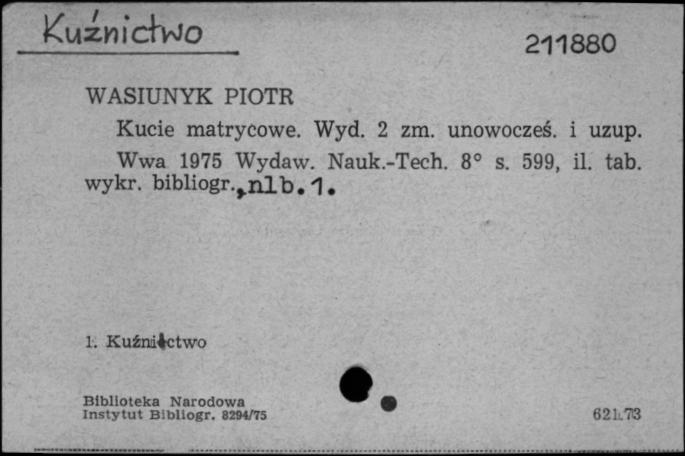 Kuźnictwo
211880
WASIUNYK PIOTR
Kucie matrycowe. Wyd. 2 zm. unowocześ. i uzup.
Wwa 1975 Wydaw. Nauk.-Tech. 8° s. 599, il. tab.
wykr. bibliogr., nlb. 1.
1. Kuźnictwo
Biblioteka Narodowa
Instytut Bibliogr. 8294/75
621.73